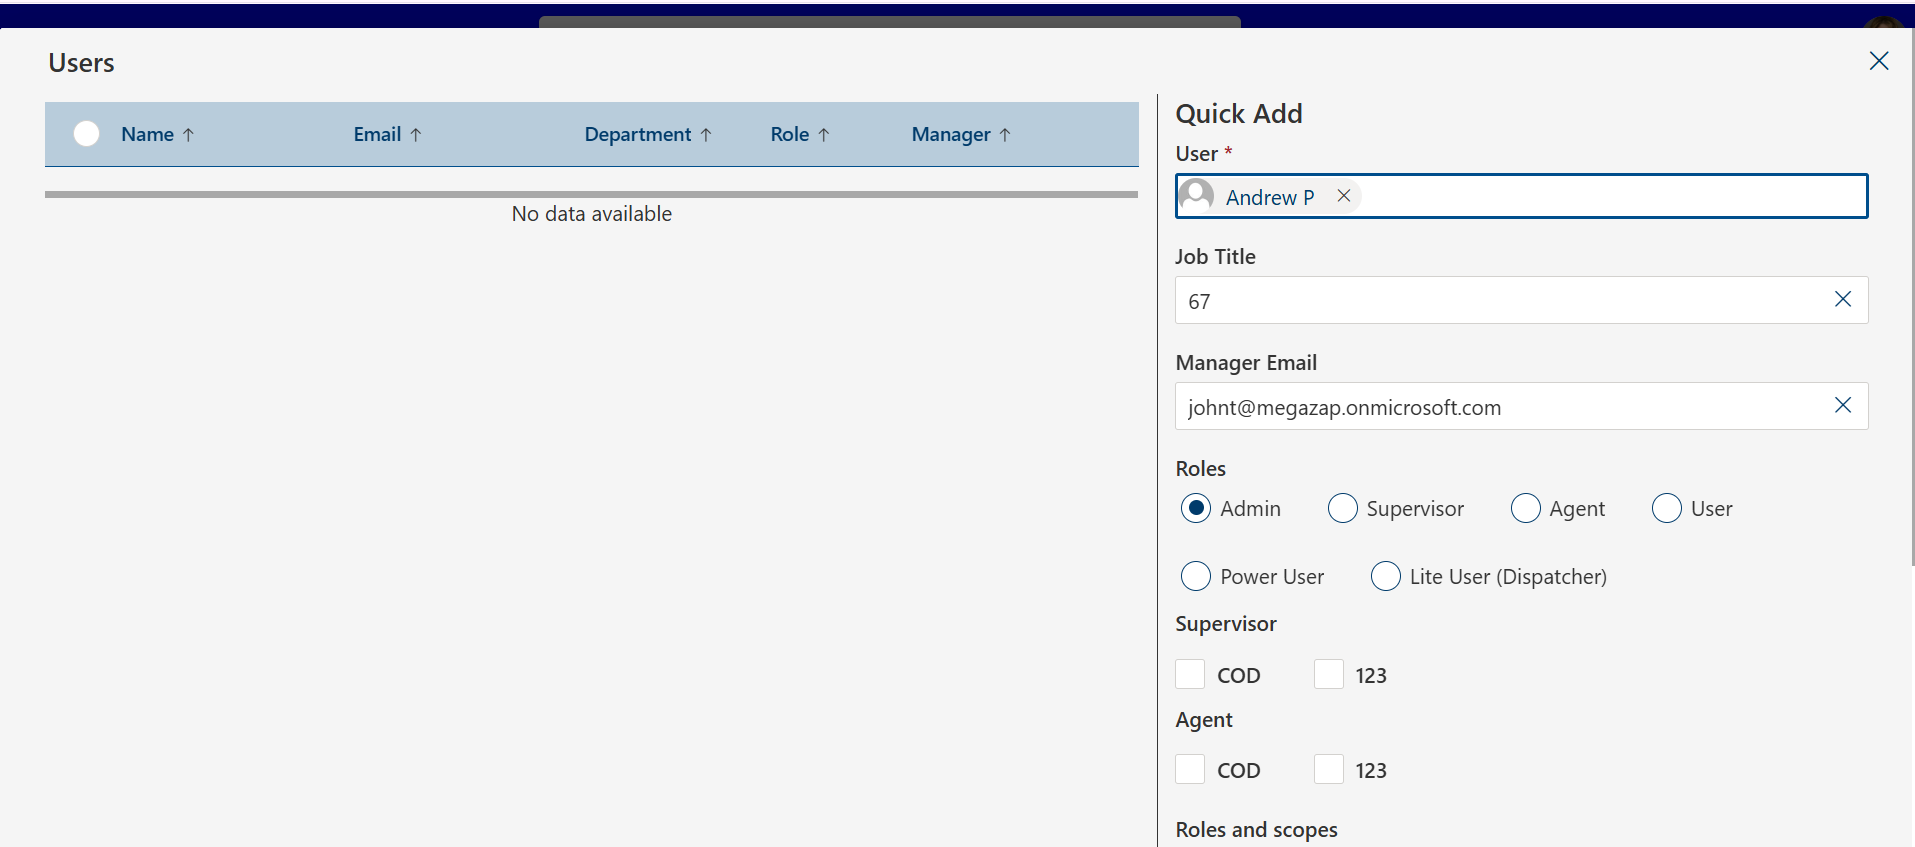 Users
Name ↑ Email ↑ Department ↑ Role ↑ Manager ↑
No data available
Quick Add
User *
Andrew P
Job Title
67
Manager Email
johnt@megazap.onmicrosoft.com
Roles
Admin Supervisor Agent User
Power User Lite User (Dispatcher)
Supervisor
COD 123
Agent
COD 123
Roles and scopes